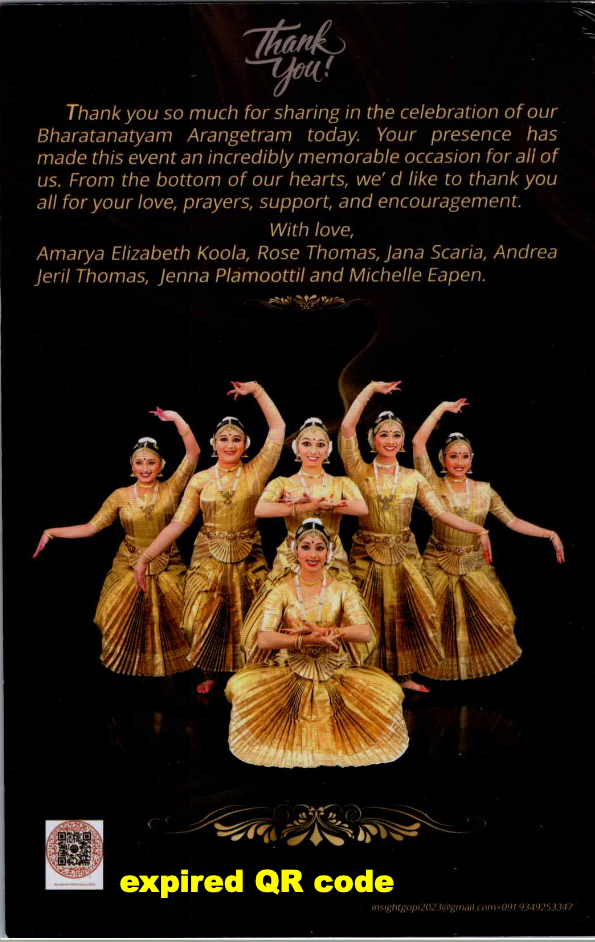 Thank
You!
Thank you so much for sharing in the celebration of our
Bharatanatyam Arangetram today. Your presence has
made this event an incredibly memorable occasion for all of
us. From the bottom of our hearts, we' d like to thank you
all for your love, prayers, support, and encouragement.
With love,
Amarya Elizabeth Koola, Rose Thomas, Jana Scaria, Andrea
Jeril Thomas, Jenna Plamoottil and Michelle Eapen.
expired QR code
insightgopi2023@gmail.com+091 9349253347